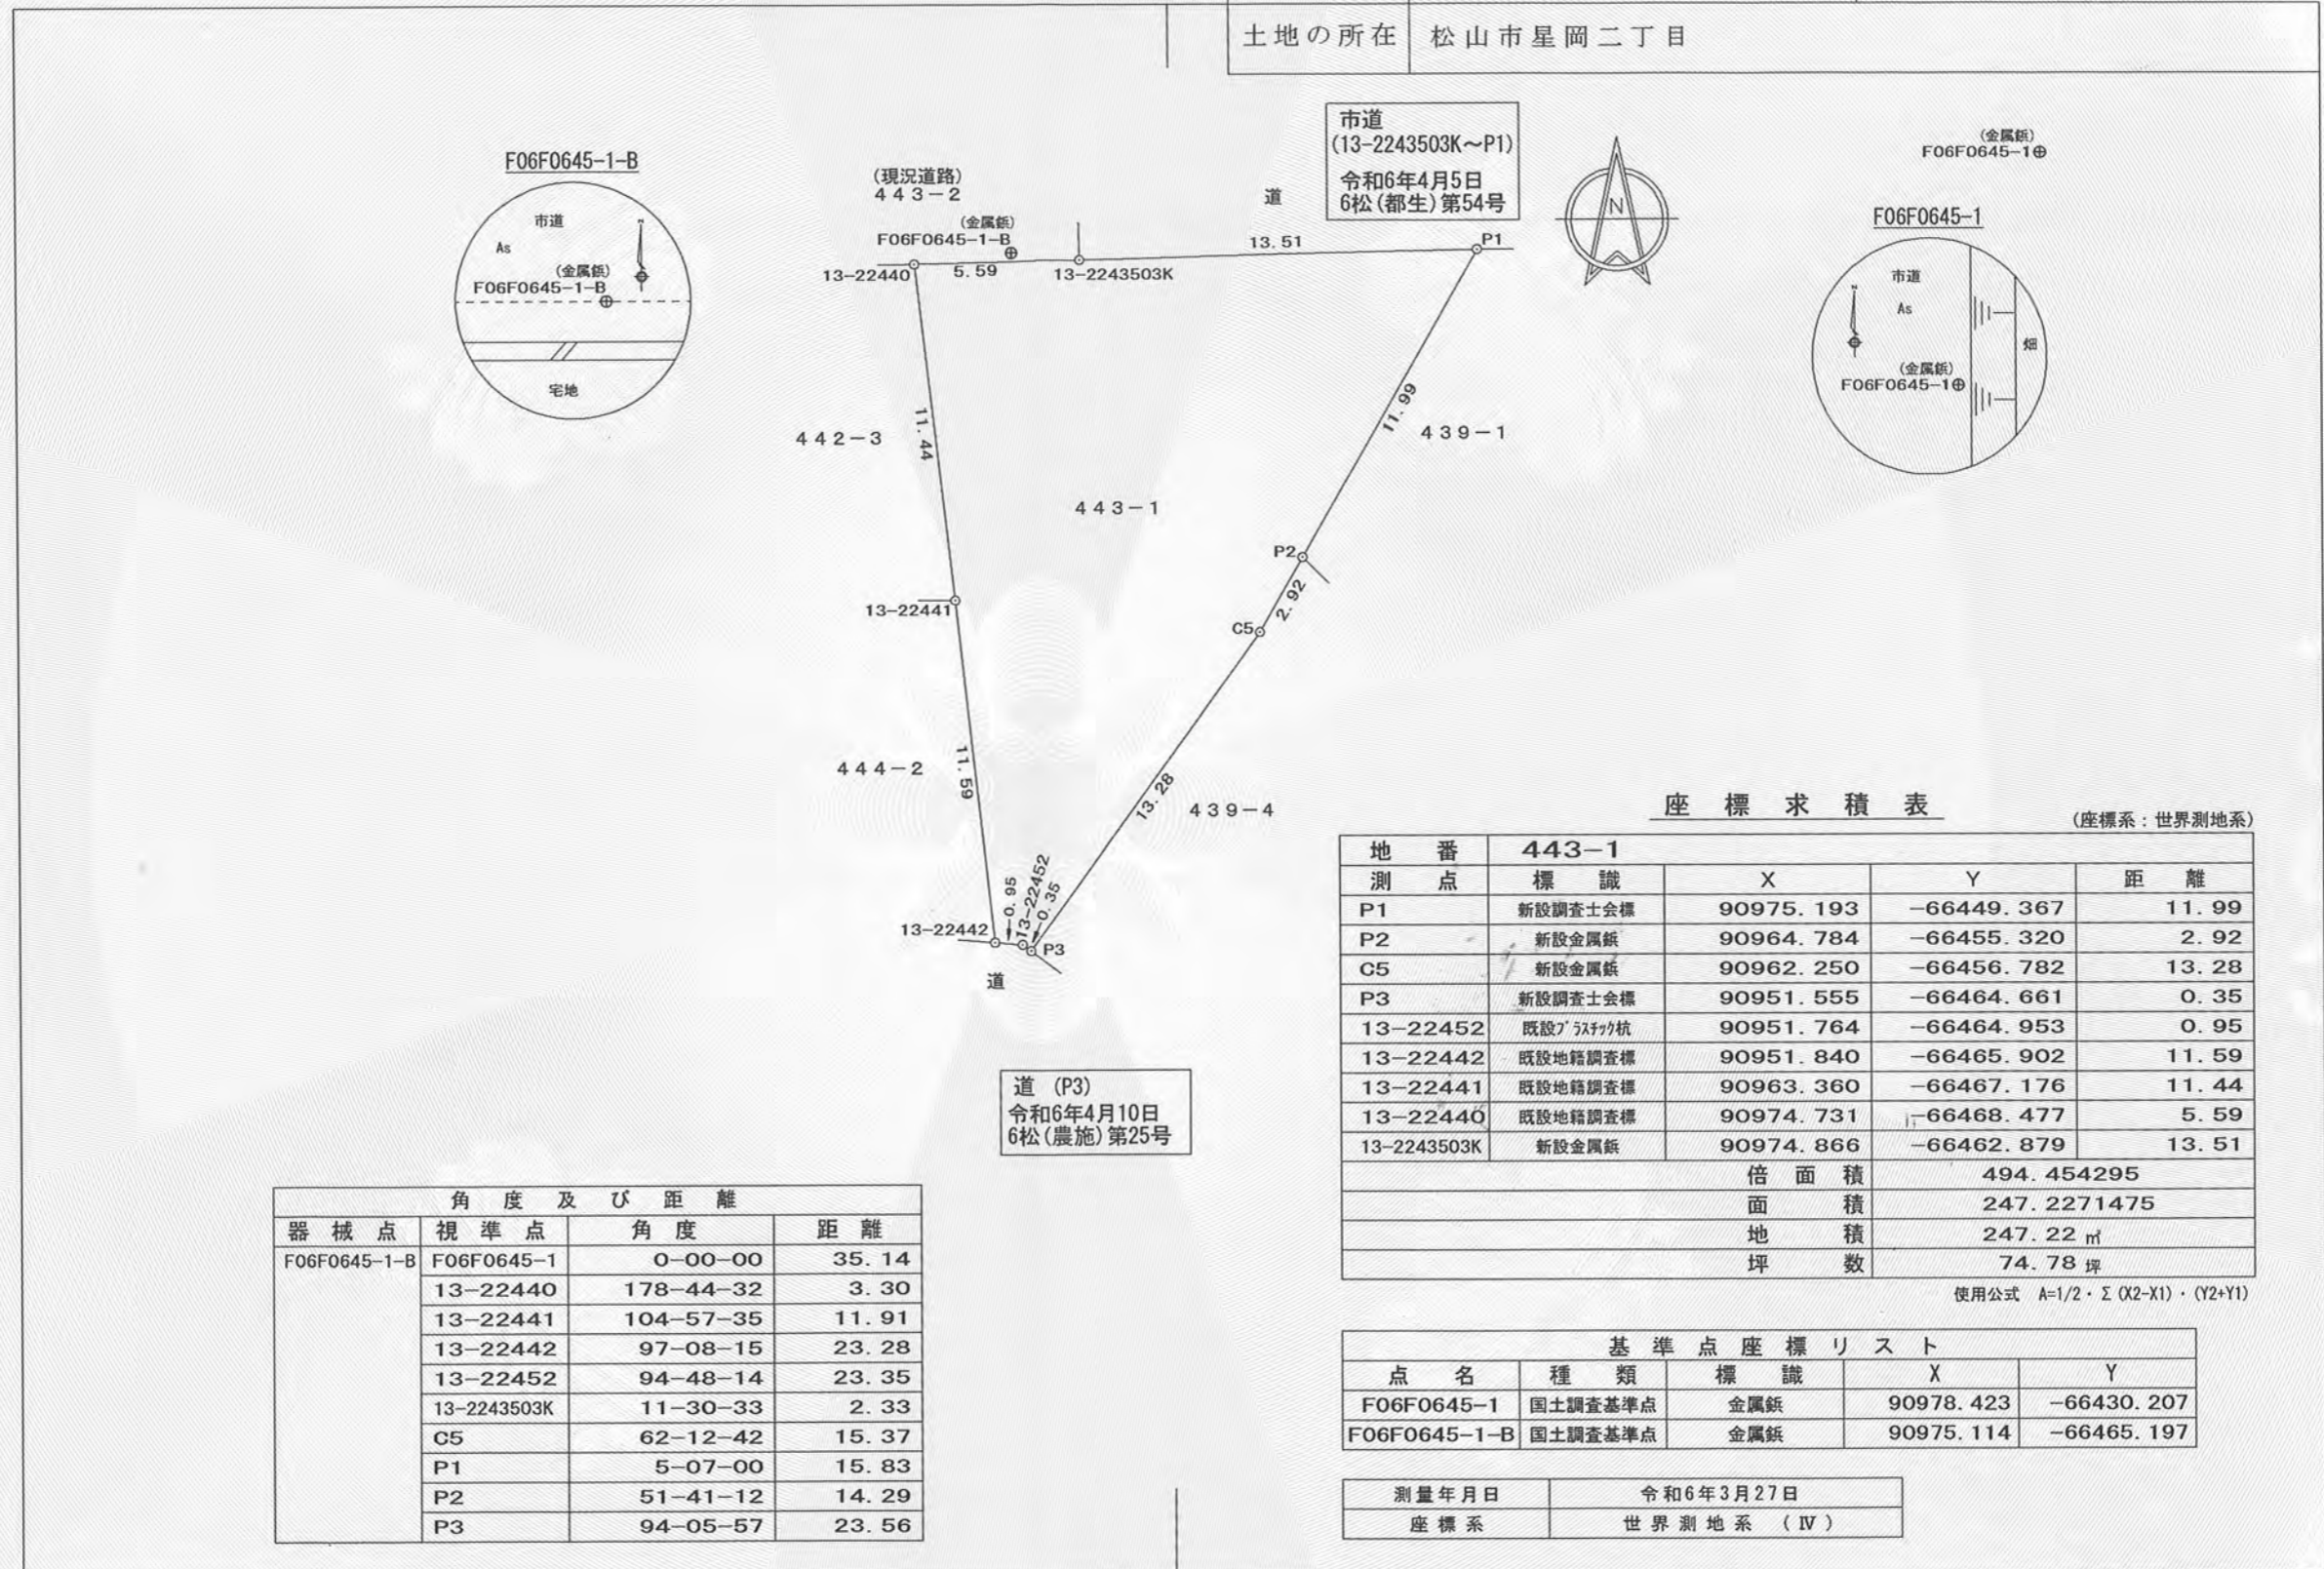 土地の所在 松山市星岡二丁目
市道
(13-2243503K～P1)
令和6年4月5日
6松(都生)第54号
(金属鋲)
F06F0645-1
F06F0645-1-B
市道
As
(金属鋲)
F06F0645-1-B
宅地
N
F06F0645-1
市道
As
(金属鋲)
F06F0645-1
畑
(現況道路)
443-2
道
(金属鋲)
F06F0645-1-B
13-22440
5.59
13-2243503K
13.51
P1
11.44
442-3
11.99
439-1
443-1
P2
2.92
C5
13-22441
11.59
444-2
13.28
439-4
0.95
13-22452
0.35
13-22442
P3
道
道 (P3)
令和6年4月10日
6松(農施)第25号
座標求積表
(座標系：世界測地系)
地番 443-1
測点 標識 X Y 距離
P1 新設調査士会標 90975.193 -66449.367 11.99
P2 新設金属鋲 90964.784 -66455.320 2.92
C5 新設金属鋲 90962.250 -66456.782 13.28
P3 新設調査士会標 90951.555 -66464.661 0.35
13-22452 既設プラスチック杭 90951.764 -66464.953 0.95
13-22442 既設地籍調査標 90951.840 -66465.902 11.59
13-22441 既設地籍調査標 90963.360 -66467.176 11.44
13-22440 既設地籍調査標 90974.731 -66468.477 5.59
13-2243503K 新設金属鋲 90974.866 -66462.879 13.51
倍面積 494.454295
面積 247.2271475
地積 247.22 ㎡
坪数 74.78 坪
使用公式 A=1/2・Σ(X2-X1)・(Y2+Y1)
角度及び距離
器械点 視準点 角度 距離
F06F0645-1-B F06F0645-1 0-00-00 35.14
13-22440 178-44-32 3.30
13-22441 104-57-35 11.91
13-22442 97-08-15 23.28
13-22452 94-48-14 23.35
13-2243503K 11-30-33 2.33
C5 62-12-42 15.37
P1 5-07-00 15.83
P2 51-41-12 14.29
P3 94-05-57 23.56
基準点座標リスト
点名 種類 標識 X Y
F06F0645-1 国土調査基準点 金属鋲 90978.423 -66430.207
F06F0645-1-B 国土調査基準点 金属鋲 90975.114 -66465.197
測量年月日 令和6年3月27日
座標系 世界測地系 (Ⅳ)